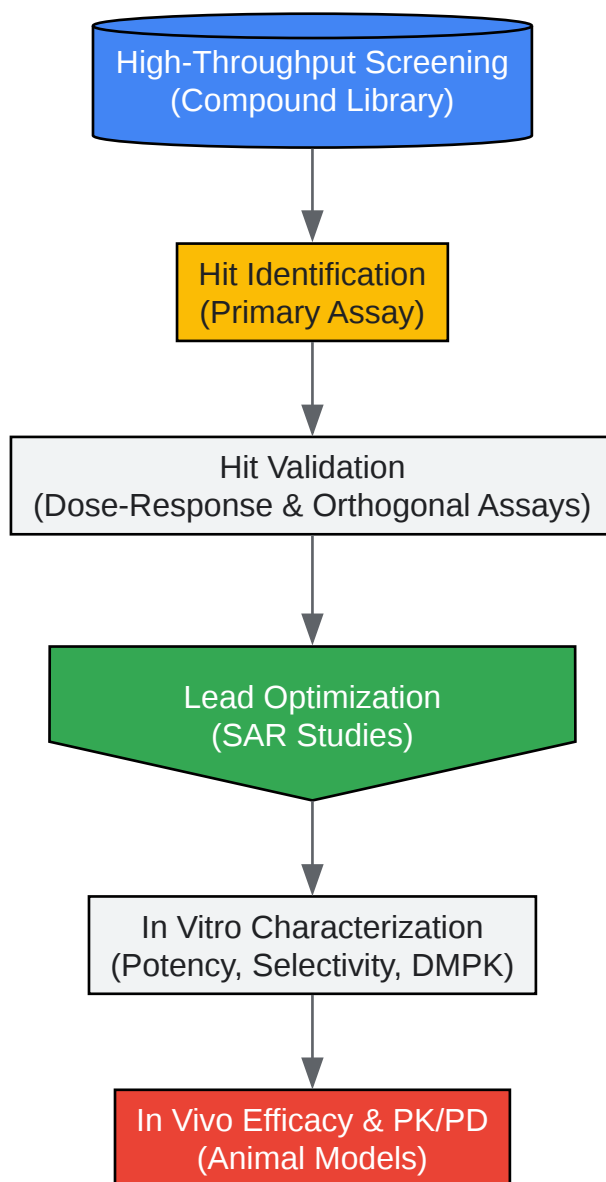 High-Throughput Screening
(Compound Library)
Hit Identification
(Primary Assay)
Hit Validation
(Dose-Response & Orthogonal Assays)
Lead Optimization
(SAR Studies)
In Vitro Characterization
(Potency, Selectivity, DMPK)
In Vivo Efficacy & PK/PD
(Animal Models)